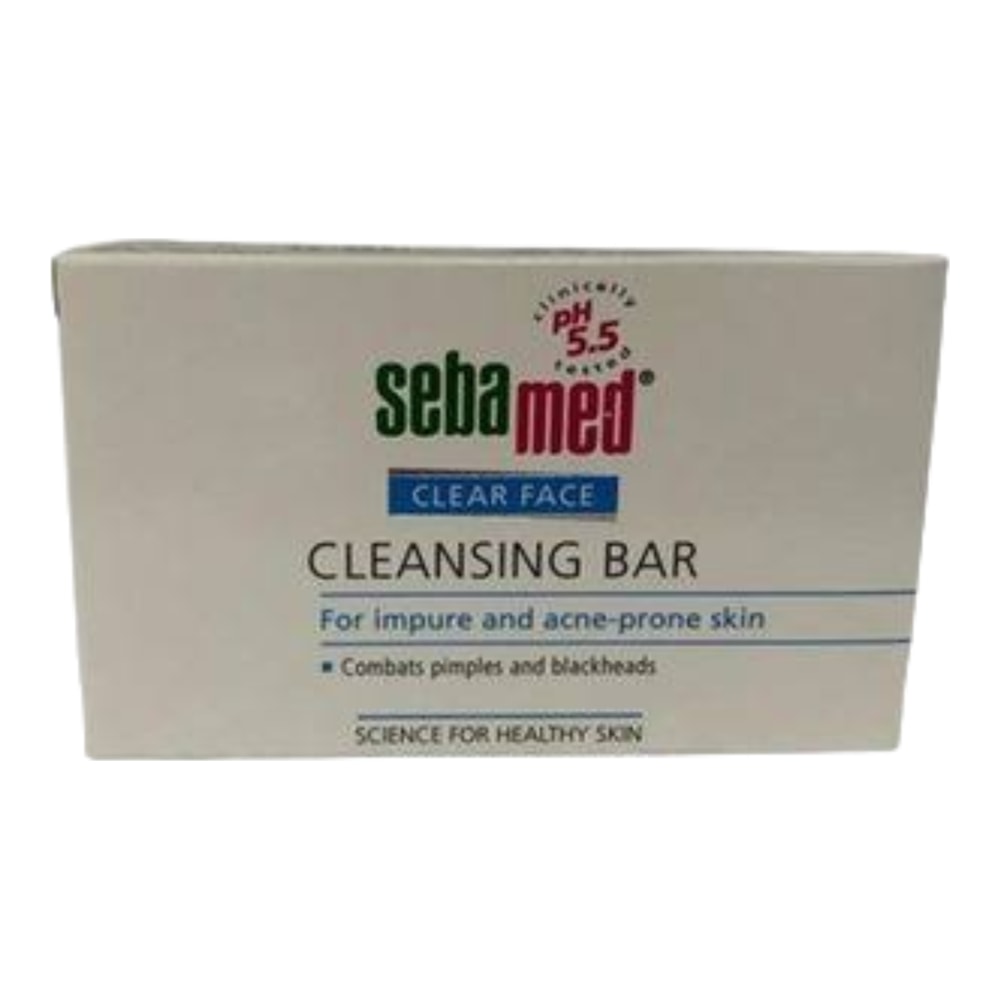 clinically
pH
5.5
tested
sebamed®
CLEAR FACE
CLEANSING BAR
For impure and acne-prone skin
▪ Combats pimples and blackheads
SCIENCE FOR HEALTHY SKIN